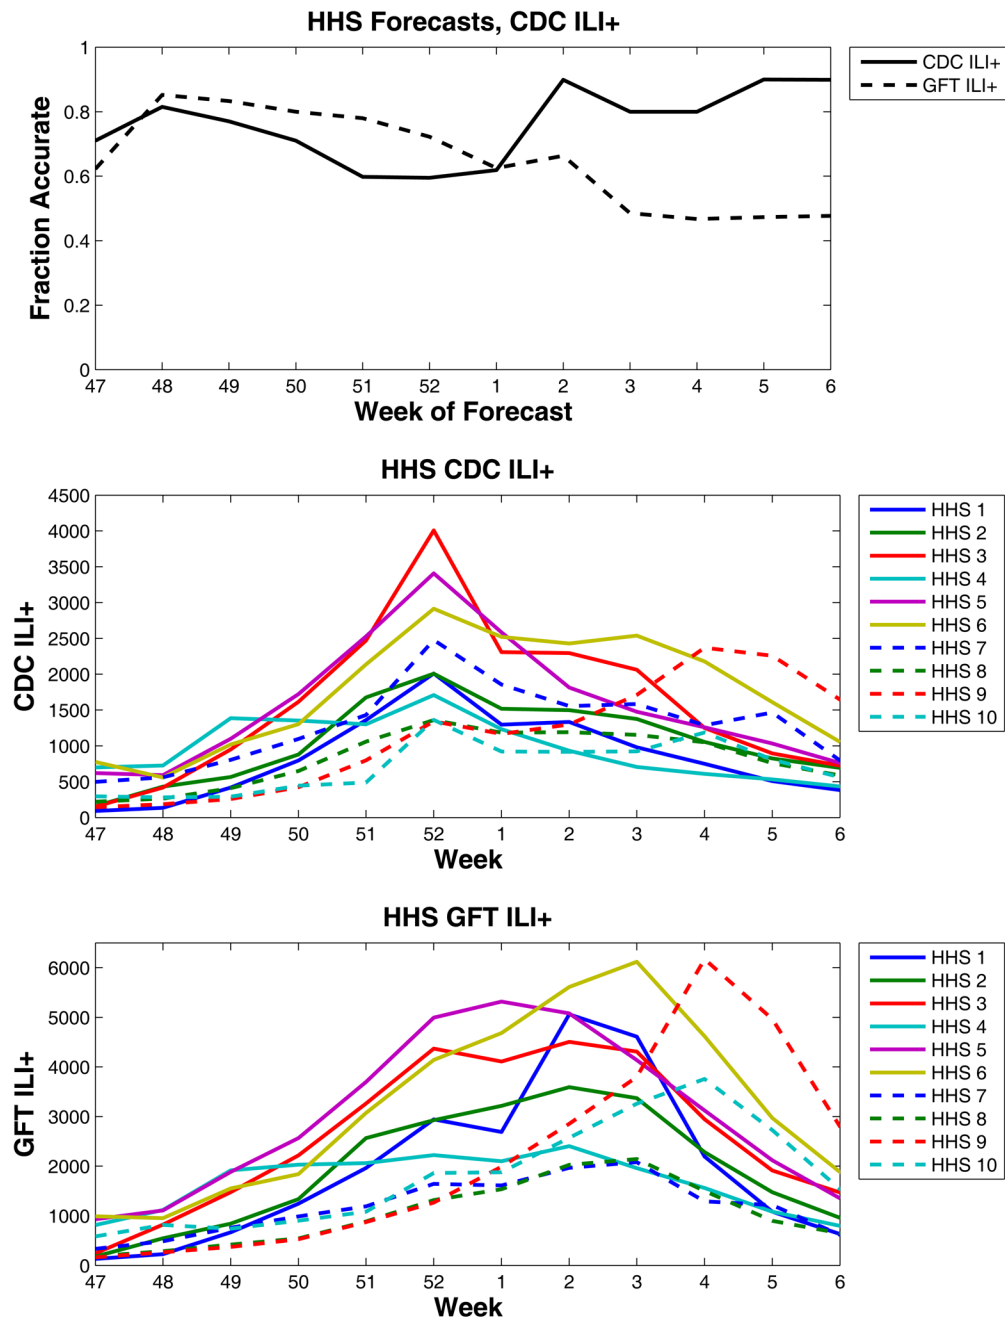 HHS Forecasts, CDC ILI+
1
0.8
0.6
0.4
0.2
0
Fraction Accurate
47 48 49 50 51 52 1 2 3 4 5 6
Week of Forecast
CDC ILI+
GFT ILI+
HHS CDC ILI+
4500
4000
3500
3000
2500
2000
1500
1000
500
0
CDC ILI+
47 48 49 50 51 52 1 2 3 4 5 6
Week
HHS 1
HHS 2
HHS 3
HHS 4
HHS 5
HHS 6
HHS 7
HHS 8
HHS 9
HHS 10
HHS GFT ILI+
6000
5000
4000
3000
2000
1000
0
GFT ILI+
47 48 49 50 51 52 1 2 3 4 5 6
Week
HHS 1
HHS 2
HHS 3
HHS 4
HHS 5
HHS 6
HHS 7
HHS 8
HHS 9
HHS 10